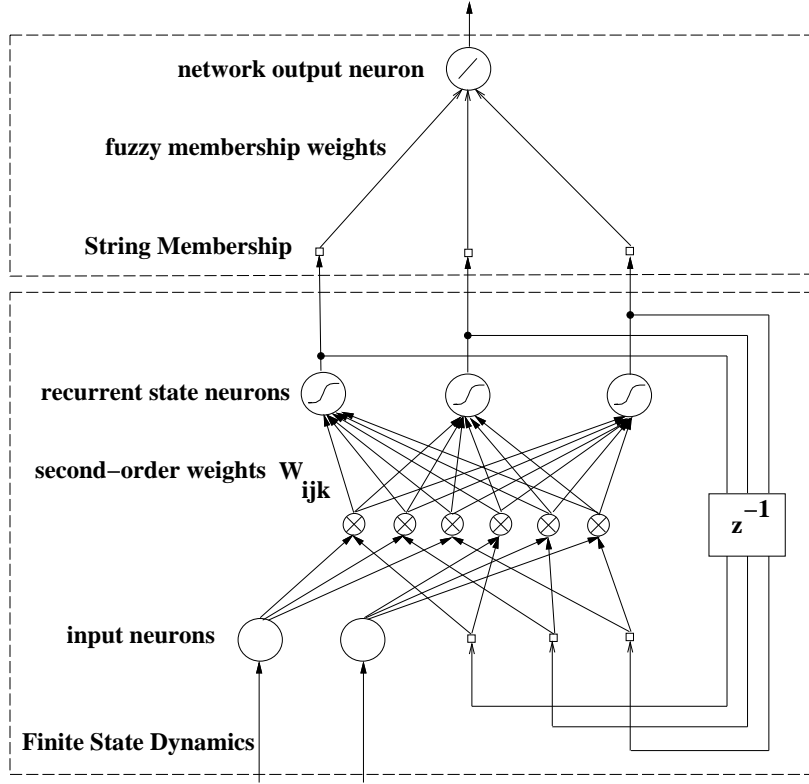 network output neuron
fuzzy membership weights
String Membership
recurrent state neurons
second−order weights W
ijk
z −1
input neurons
Finite State Dynamics